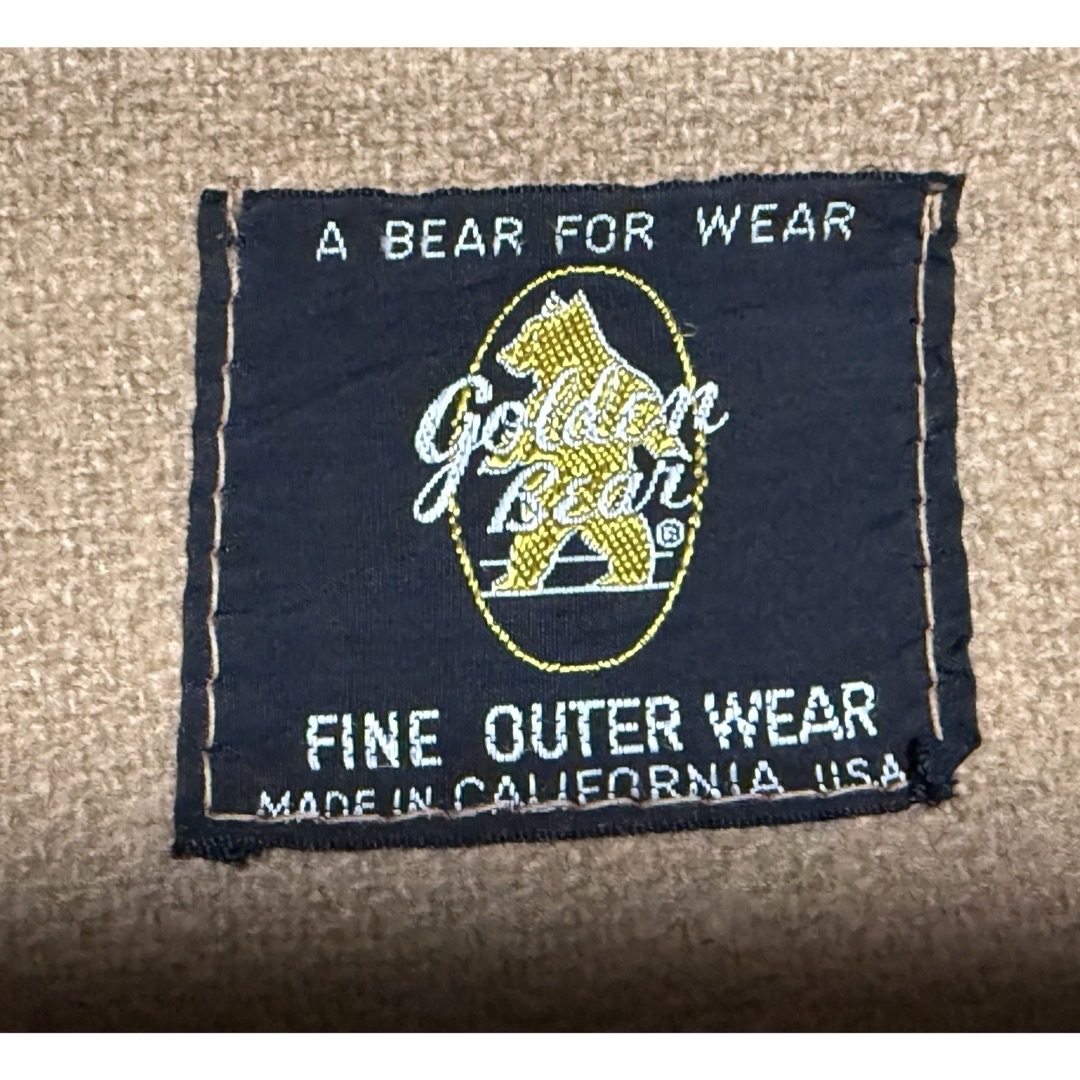 A BEAR FOR WEAR
Golden
Bear
®
FINE OUTER WEAR
MADE IN CALIFORNIA USA